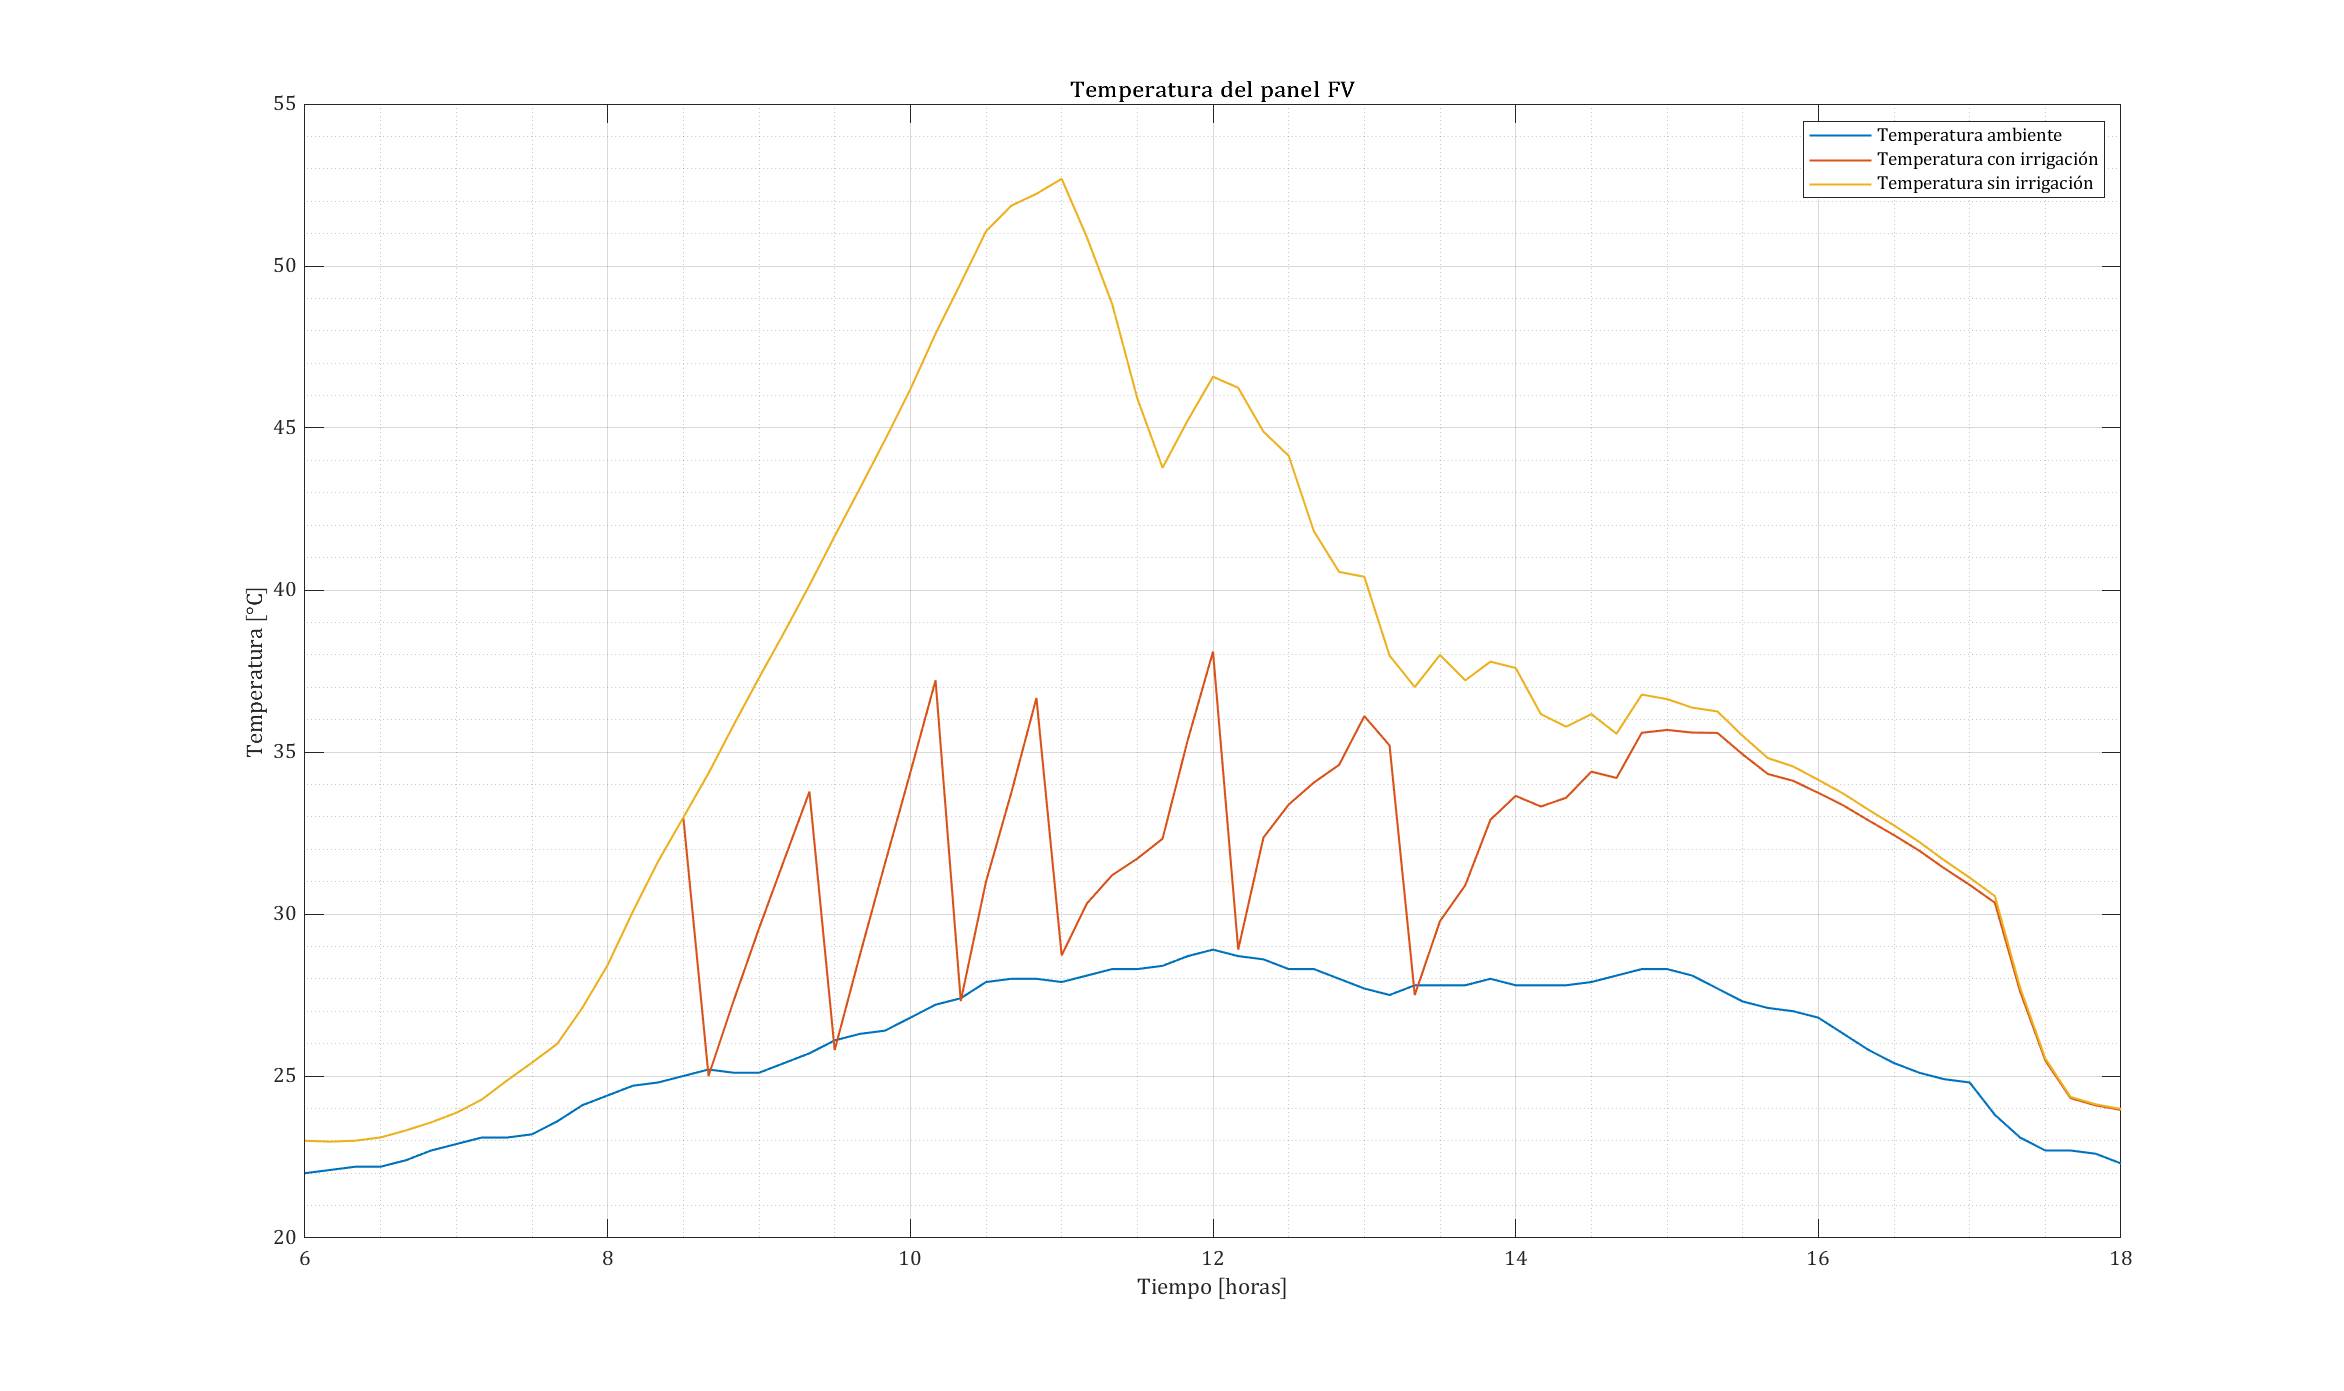 Temperatura del panel FV
Temperatura ambiente
Temperatura con irrigación
Temperatura sin irrigación
Temperatura [°C]
55
50
45
40
35
30
25
20
6 8 10 12 14 16 18
Tiempo [horas]